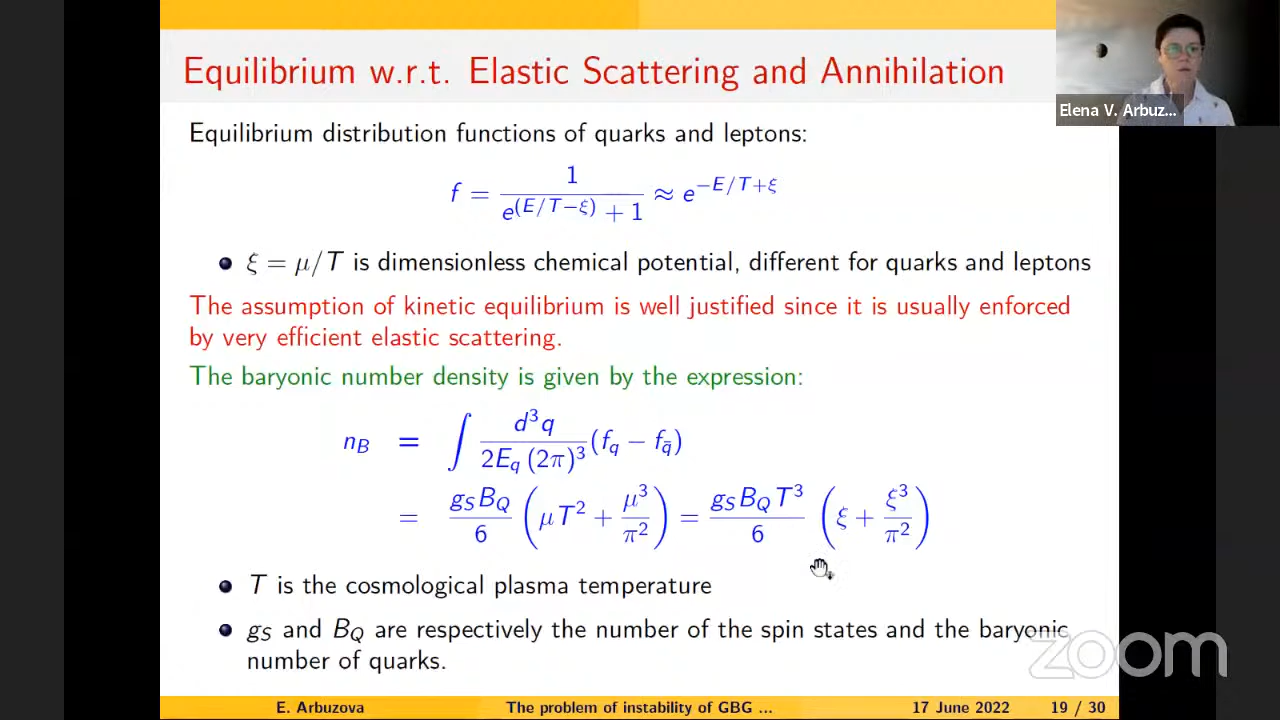 Equilibrium w.r.t. Elastic Scattering and Annihilation
Elena V. Arbuz...
Equilibrium distribution functions of quarks and leptons:
f = 1 / (e^{(E/T−ξ)} + 1) ≈ e^{−E/T+ξ}
ξ = μ/T is dimensionless chemical potential, different for quarks and leptons
The assumption of kinetic equilibrium is well justified since it is usually enforced
by very efficient elastic scattering.
The baryonic number density is given by the expression:
n_B = ∫ d³q / (2E_q (2π)³) (f_q − f_q̄)
= g_S B_Q / 6 (μT² + μ³/π²) = g_S B_Q T³ / 6 (ξ + ξ³/π²)
T is the cosmological plasma temperature
g_S and B_Q are respectively the number of the spin states and the baryonic
number of quarks.
zoom
E. Arbuzova The problem of instability of GBG ... 17 June 2022 19 / 30